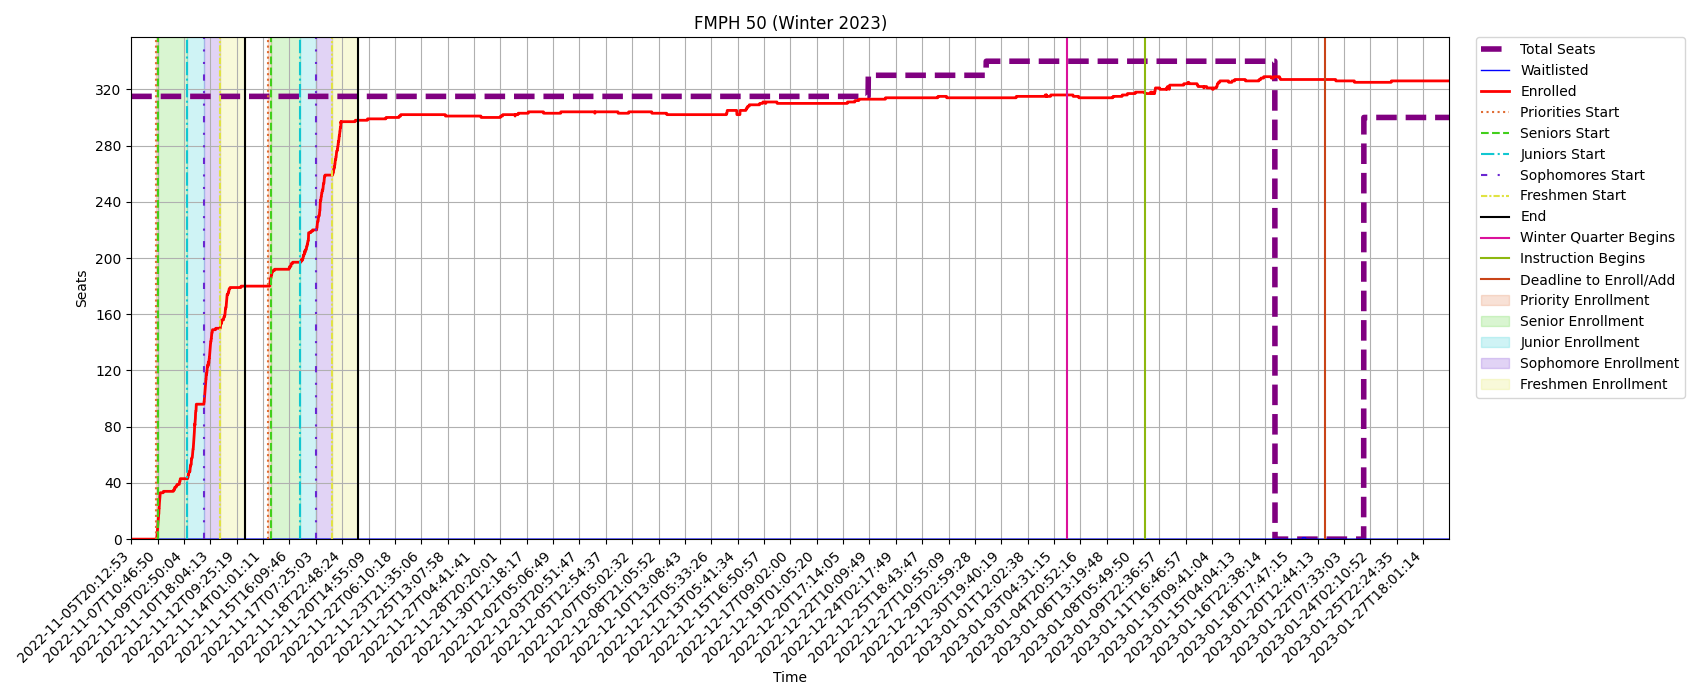 FMPH 50 (Winter 2023)
Seats
320
280
240
200
160
120
80
40
0
2022-11-05T20:12:53
2022-11-07T10:46:50
2022-11-09T02:50:04
2022-11-10T18:04:13
2022-11-12T09:25:19
2022-11-14T01:01:11
2022-11-15T16:09:46
2022-11-17T07:25:03
2022-11-18T22:48:24
2022-11-20T14:55:09
2022-11-22T06:10:18
2022-11-23T21:35:06
2022-11-25T13:07:58
2022-11-27T04:41:41
2022-11-28T20:20:01
2022-11-30T12:18:17
2022-12-02T05:06:49
2022-12-03T20:51:47
2022-12-05T12:54:37
2022-12-07T05:02:32
2022-12-08T21:05:52
2022-12-10T13:08:43
2022-12-12T05:33:26
2022-12-13T05:41:34
2022-12-15T16:50:57
2022-12-17T09:02:00
2022-12-19T01:05:20
2022-12-20T17:14:05
2022-12-22T10:09:49
2022-12-24T02:17:49
2022-12-25T18:43:47
2022-12-27T10:55:09
2022-12-29T02:59:28
2022-12-30T19:40:19
2023-01-01T12:02:38
2023-01-03T04:31:15
2023-01-04T20:52:16
2023-01-06T13:19:48
2023-01-08T05:49:50
2023-01-09T22:36:57
2023-01-11T16:46:57
2023-01-13T09:41:04
2023-01-15T04:04:13
2023-01-16T22:38:14
2023-01-18T17:47:15
2023-01-20T12:44:13
2023-01-22T07:33:03
2023-01-24T02:10:52
2023-01-25T22:24:35
2023-01-27T18:01:14
Time
Total Seats
Waitlisted
Enrolled
Priorities Start
Seniors Start
Juniors Start
Sophomores Start
Freshmen Start
End
Winter Quarter Begins
Instruction Begins
Deadline to Enroll/Add
Priority Enrollment
Senior Enrollment
Junior Enrollment
Sophomore Enrollment
Freshmen Enrollment